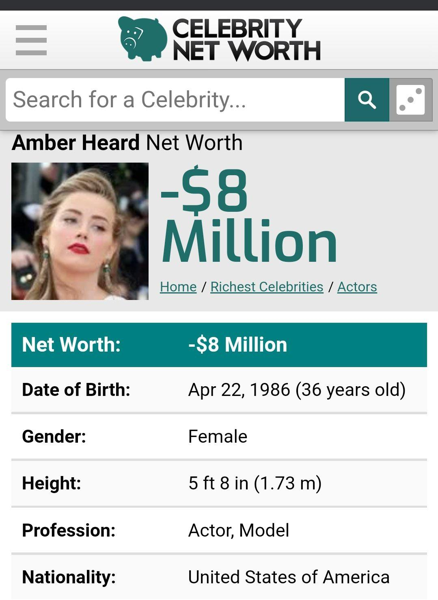 CELEBRITY
NET WORTH
Search for a Celebrity...
Amber Heard Net Worth
-$8
Million
Home / Richest Celebrities / Actors
Net Worth: -$8 Million
Date of Birth: Apr 22, 1986 (36 years old)
Gender: Female
Height: 5 ft 8 in (1.73 m)
Profession: Actor, Model
Nationality: United States of America